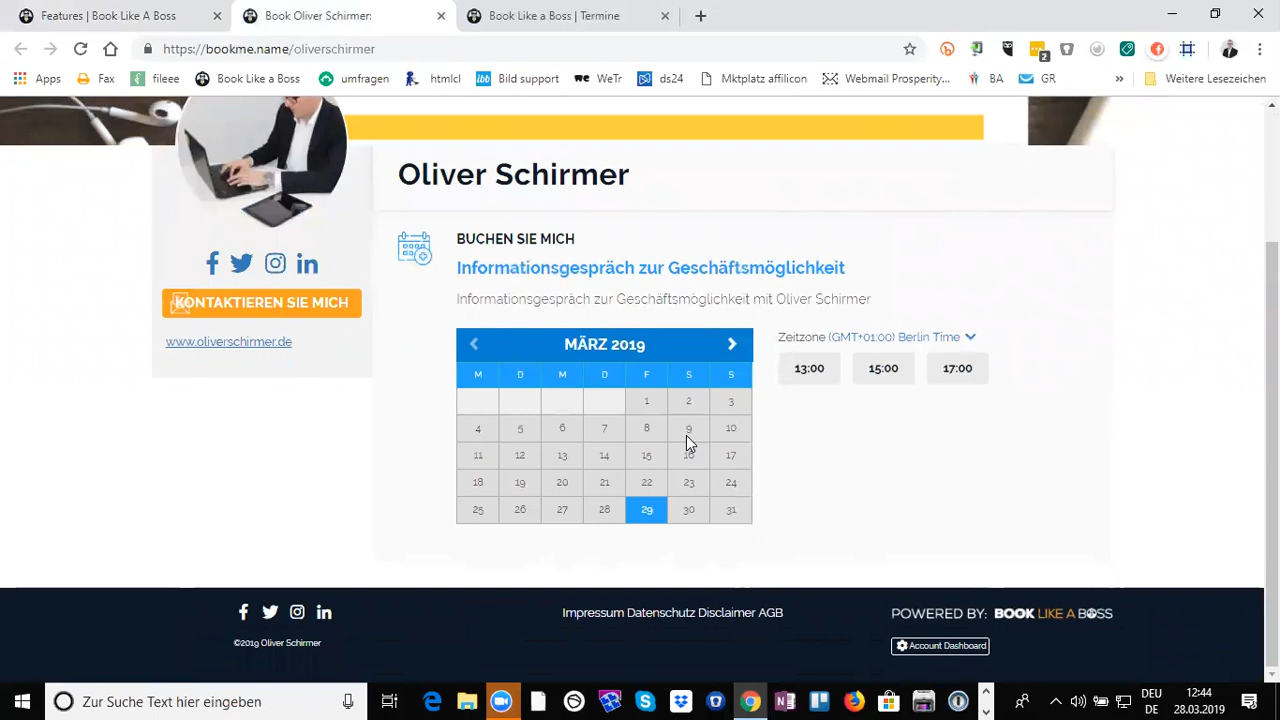 Features | Book Like A Boss
Book Oliver Schirmer:
Book Like a Boss | Termine
https://bookme.name/oliverschirmer
2
Apps
Fax
fileee
Book Like a Boss
umfragen
htmlcl
ibb
Bild support
WeTr
ds24
Mktplatz affilicon
Webmail Prosperity...
BA
GR
»
Weitere Lesezeichen
Oliver Schirmer
BUCHEN SIE MICH
Informationsgespräch zur Geschäftsmöglichkeit
Informationsgespräch zur Geschäftsmöglichkeit mit Oliver Schirmer
KONTAKTIEREN SIE MICH
www.oliverschirmer.de
MÄRZ 2019
M D M D F S S
1 2 3
4 5 6 7 8 9 10
11 12 13 14 15 16 17
18 19 20 21 22 23 24
25 26 27 28 29 30 31
Zeitzone (GMT+01:00) Berlin Time
13:00 15:00 17:00
©2019 Oliver Schirmer
Impressum Datenschutz Disclaimer AGB
POWERED BY: BOOK LIKE A BOSS
Account Dashboard
Zur Suche Text hier eingeben
DEU
DE
12:44
28.03.2019